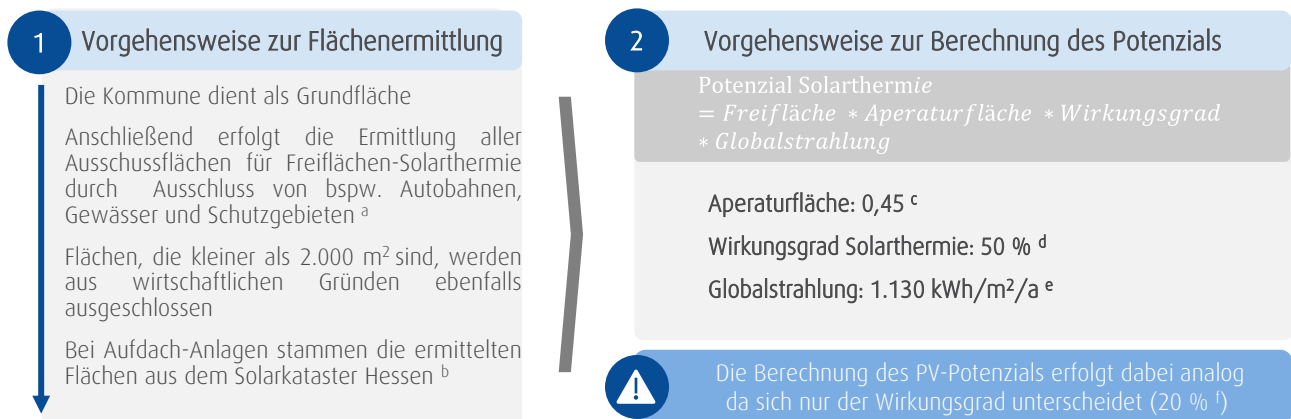 1
Vorgehensweise zur Flächenermittlung
Die Kommune dient als Grundfläche
Anschließend erfolgt die Ermittlung aller
Ausschussflächen für Freiflächen-Solarthermie
durch Ausschluss von bspw. Autobahnen,
Gewässer und Schutzgebieten ᵃ
Flächen, die kleiner als 2.000 m² sind, werden
aus wirtschaftlichen Gründen ebenfalls
ausgeschlossen
Bei Aufdach-Anlagen stammen die ermittelten
Flächen aus dem Solarkataster Hessen ᵇ
2
Vorgehensweise zur Berechnung des Potenzials
Potenzial Solarthermie
= Freifläche * Aperaturfläche * Wirkungsgrad
* Globalstrahlung
Aperaturfläche: 0,45 ᶜ
Wirkungsgrad Solarthermie: 50 % ᵈ
Globalstrahlung: 1.130 kWh/m²/a ᵉ
Die Berechnung des PV-Potenzials erfolgt dabei analog
da sich nur der Wirkungsgrad unterscheidet (20 % ᶠ)